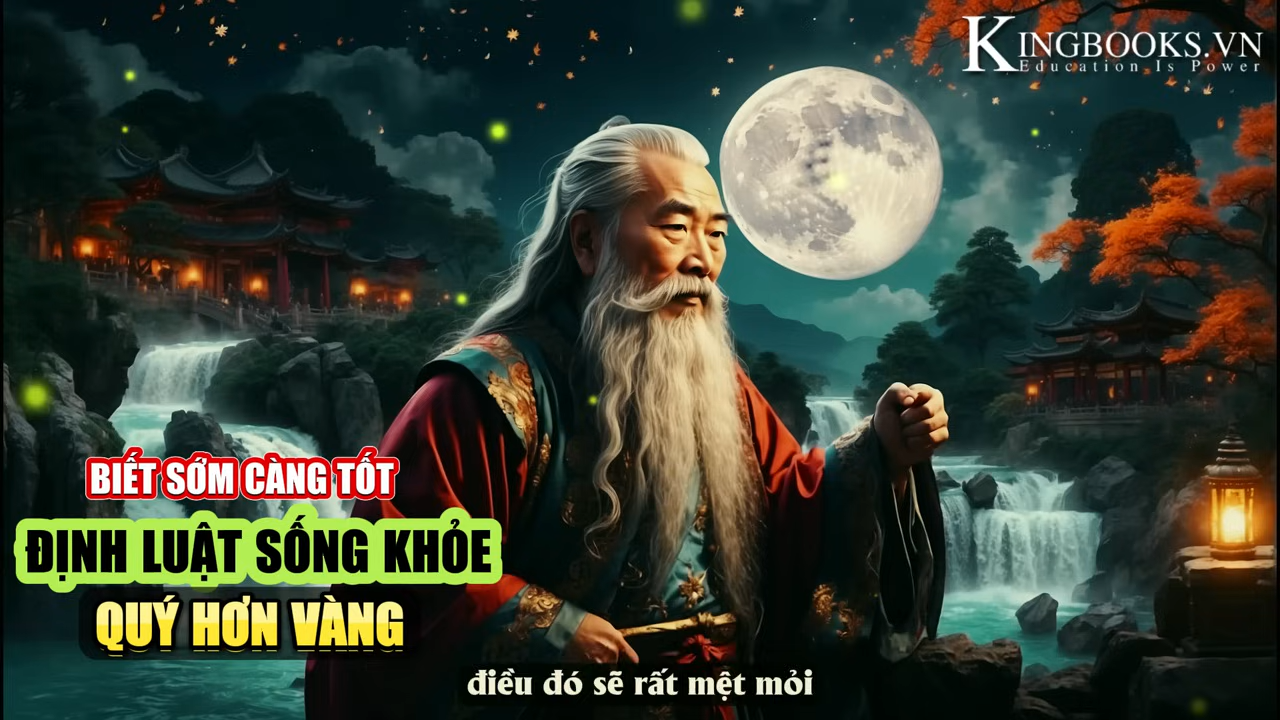 KINGBOOKS.VN
Education Is Power
BIẾT SỚM CÀNG TỐT
ĐỊNH LUẬT SỐNG KHỎE
QUÝ HƠN VÀNG
điều đó sẽ rất mệt mỏi